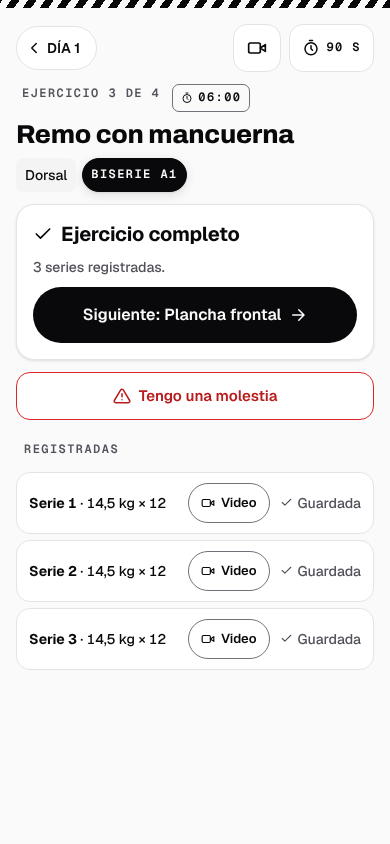 DÍA 1
90 S
EJERCICIO 3 DE 4
06:00
Remo con mancuerna
Dorsal
BISERIE A1
Ejercicio completo
3 series registradas.
Siguiente: Plancha frontal →
Tengo una molestia
REGISTRADAS
Serie 1 · 14,5 kg × 12 Video Guardada
Serie 2 · 14,5 kg × 12 Video Guardada
Serie 3 · 14,5 kg × 12 Video Guardada